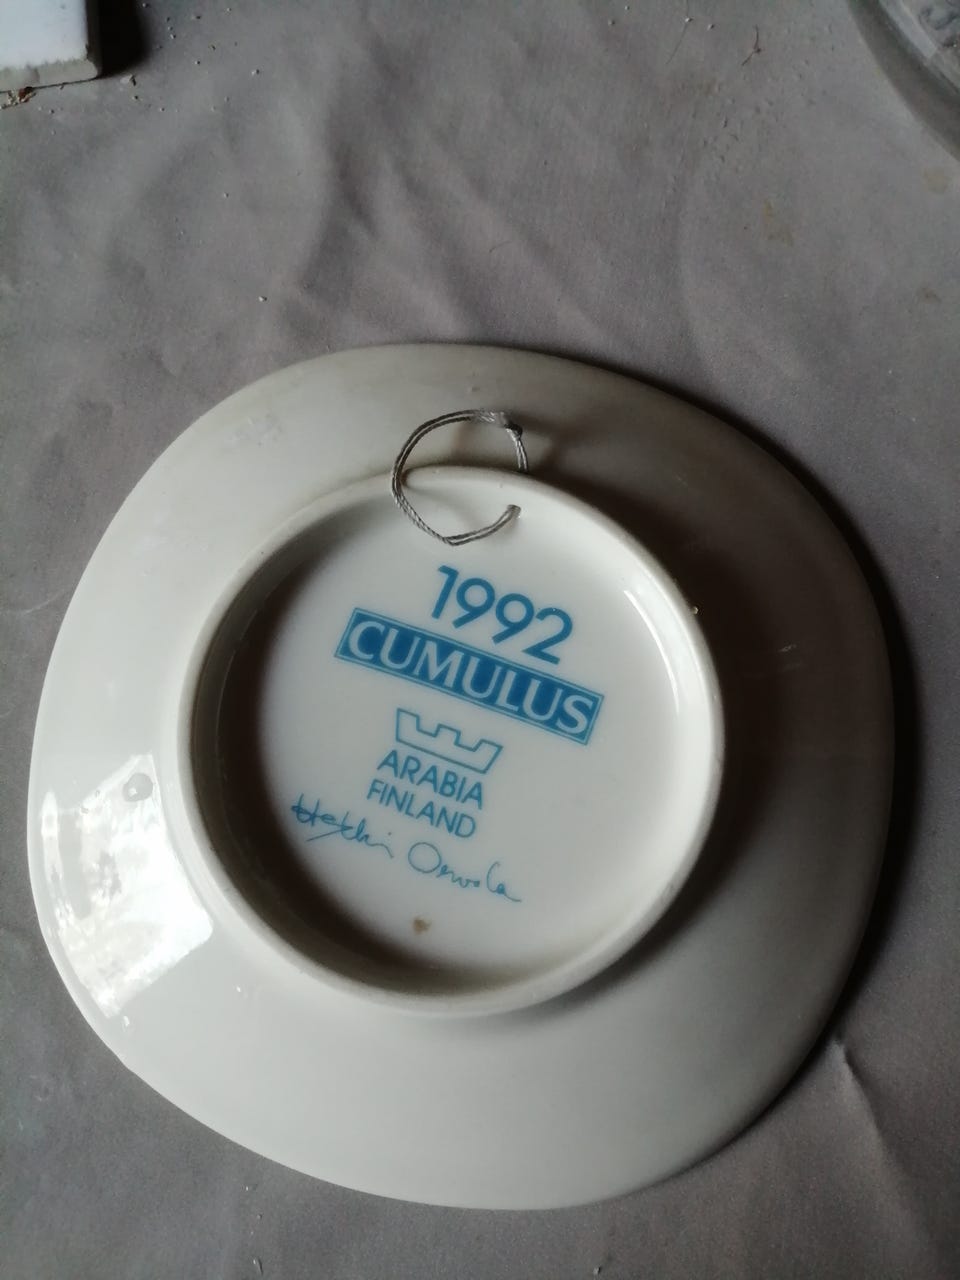 1992
CUMULUS
ARABIA
FINLAND
Heikki Orvola